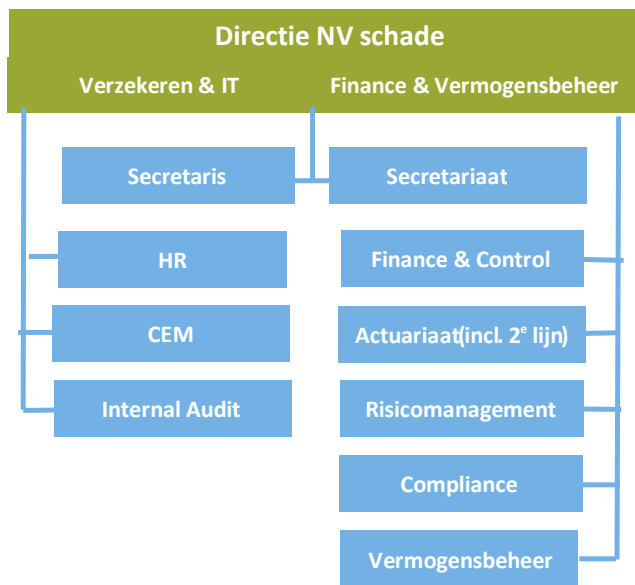 Directie NV schade
Verzekeren & IT
Finance & Vermogensbeheer
Secretaris
Secretariaat
HR
Finance & Control
CEM
Actuariaat(incl. 2e lijn)
Internal Audit
Risicomanagement
Compliance
Vermogensbeheer